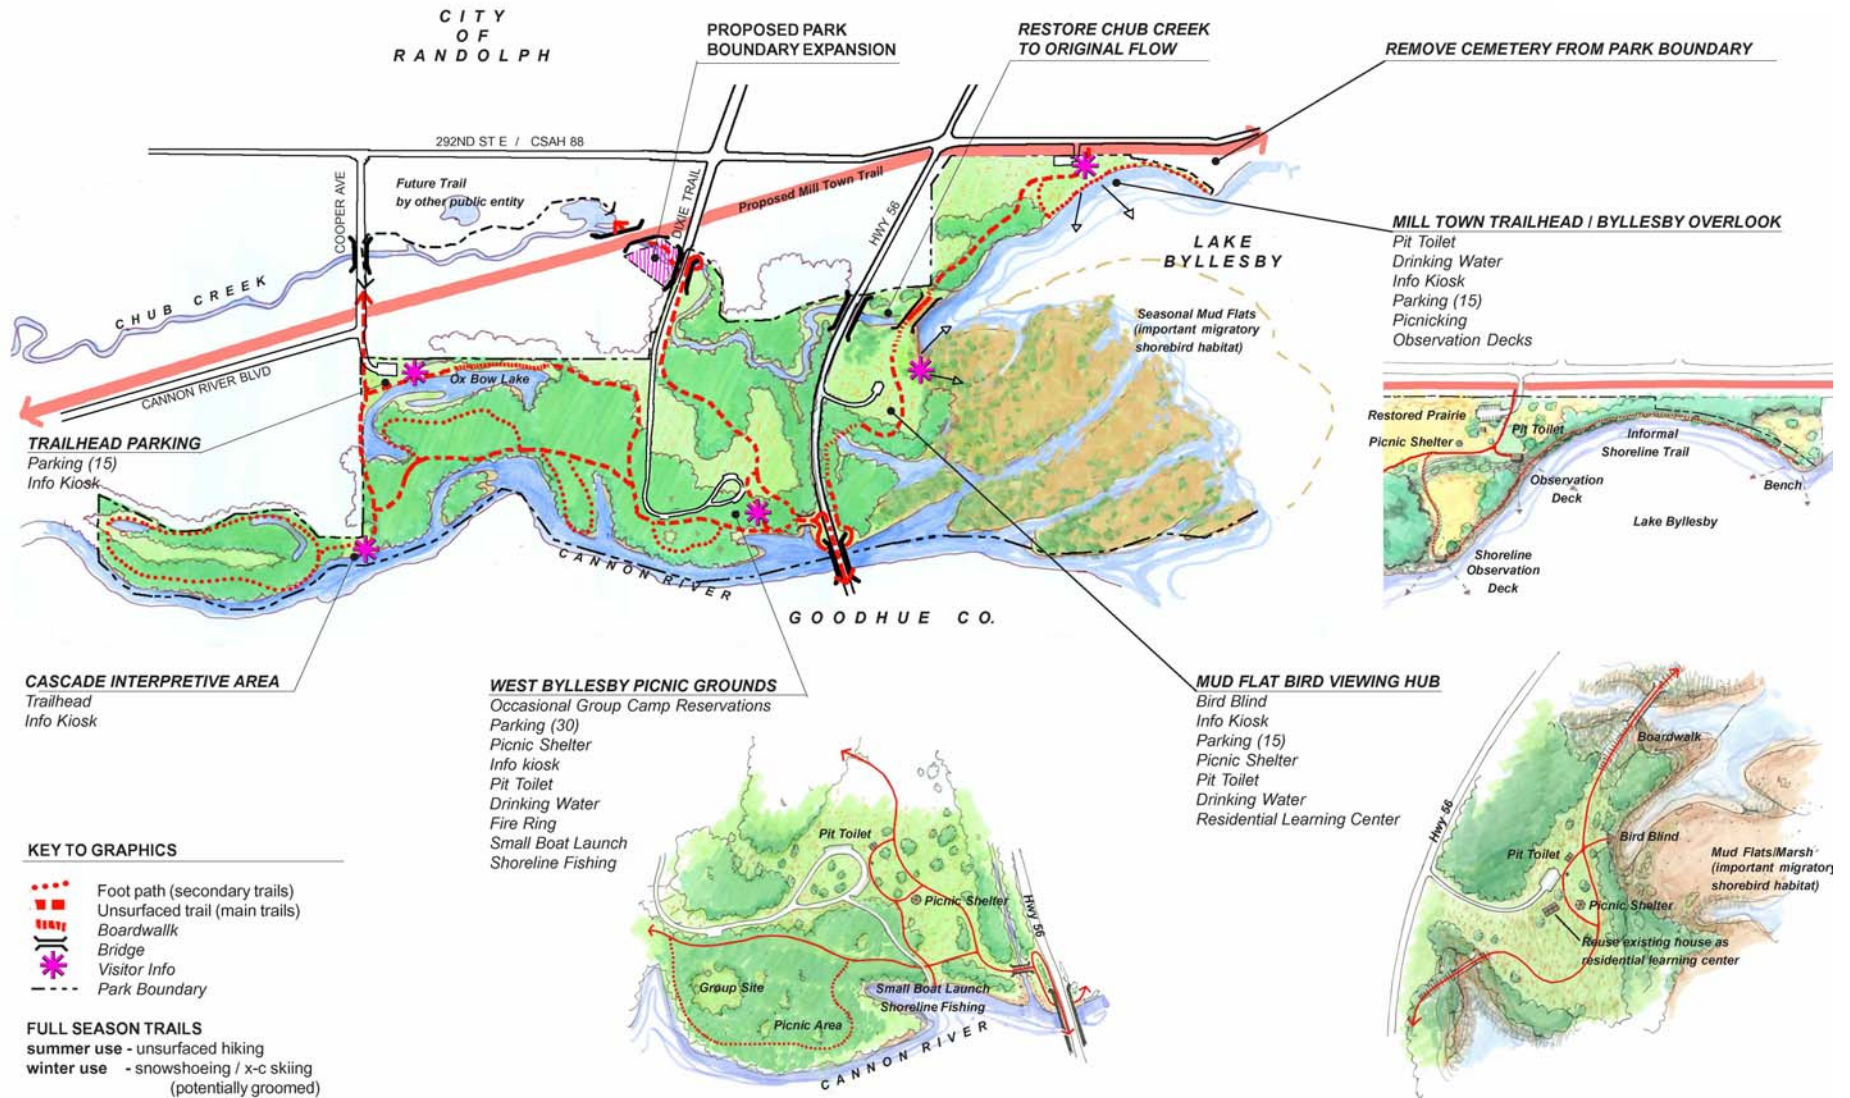 CITY
OF
RANDOLPH
PROPOSED PARK
BOUNDARY EXPANSION
RESTORE CHUB CREEK
TO ORIGINAL FLOW
REMOVE CEMETERY FROM PARK BOUNDARY
292ND ST E / CSAH 88
COOPER AVE
Future Trail
by other public entity
DIXIE TRAIL
Proposed Mill Town Trail
HWY 56
LAKE
BYLLESBY
CHUB CREEK
CANNON RIVER BLVD
Ox Bow Lake
Seasonal Mud Flats
(important migratory
shorebird habitat)
MILL TOWN TRAILHEAD / BYLLESBY OVERLOOK
Pit Toilet
Drinking Water
Info Kiosk
Parking (15)
Picnicking
Observation Decks
TRAILHEAD PARKING
Parking (15)
Info Kiosk
CANNON RIVER
GOODHUE CO.
Restored Prairie
Picnic Shelter
Pit Toilet
Informal
Shoreline Trail
Observation
Deck
Bench
Lake Byllesby
Shoreline
Observation
Deck
CASCADE INTERPRETIVE AREA
Trailhead
Info Kiosk
WEST BYLLESBY PICNIC GROUNDS
Occasional Group Camp Reservations
Parking (30)
Picnic Shelter
Info kiosk
Pit Toilet
Drinking Water
Fire Ring
Small Boat Launch
Shoreline Fishing
Pit Toilet
Picnic Shelter
Hwy 56
Group Site
Small Boat Launch
Shoreline Fishing
Picnic Area
CANNON RIVER
MUD FLAT BIRD VIEWING HUB
Bird Blind
Info Kiosk
Parking (15)
Picnic Shelter
Pit Toilet
Drinking Water
Residential Learning Center
Boardwalk
Hwy 56
Bird Blind
Pit Toilet
Mud Flats/Marsh
(important migratory
shorebird habitat)
Picnic Shelter
Reuse existing house as
residential learning center
KEY TO GRAPHICS
Foot path (secondary trails)
Unsurfaced trail (main trails)
Boardwallk
Bridge
Visitor Info
Park Boundary
FULL SEASON TRAILS
summer use - unsurfaced hiking
winter use - snowshoeing / x-c skiing
(potentially groomed)